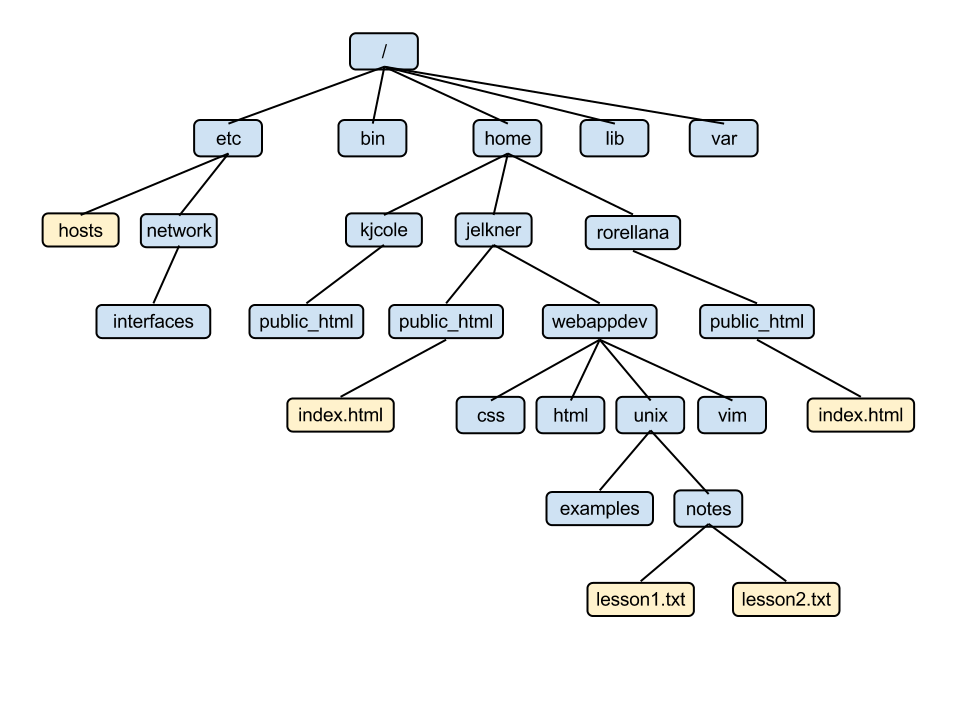 /
etc
bin
home
lib
var
hosts
network
kjcole
jelkner
rorellana
interfaces
public_html
public_html
webappdev
public_html
index.html
css
html
unix
vim
index.html
examples
notes
lesson1.txt
lesson2.txt